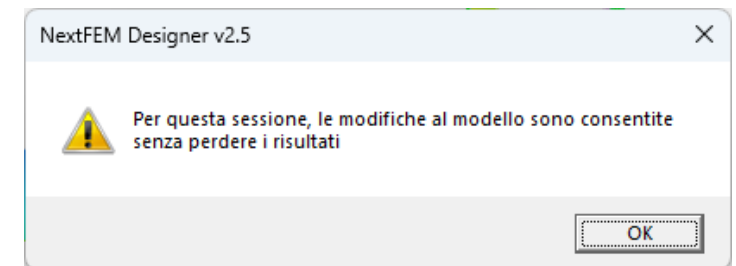 NextFEM Designer v2.5
Per questa sessione, le modifiche al modello sono consentite
senza perdere i risultati
OK